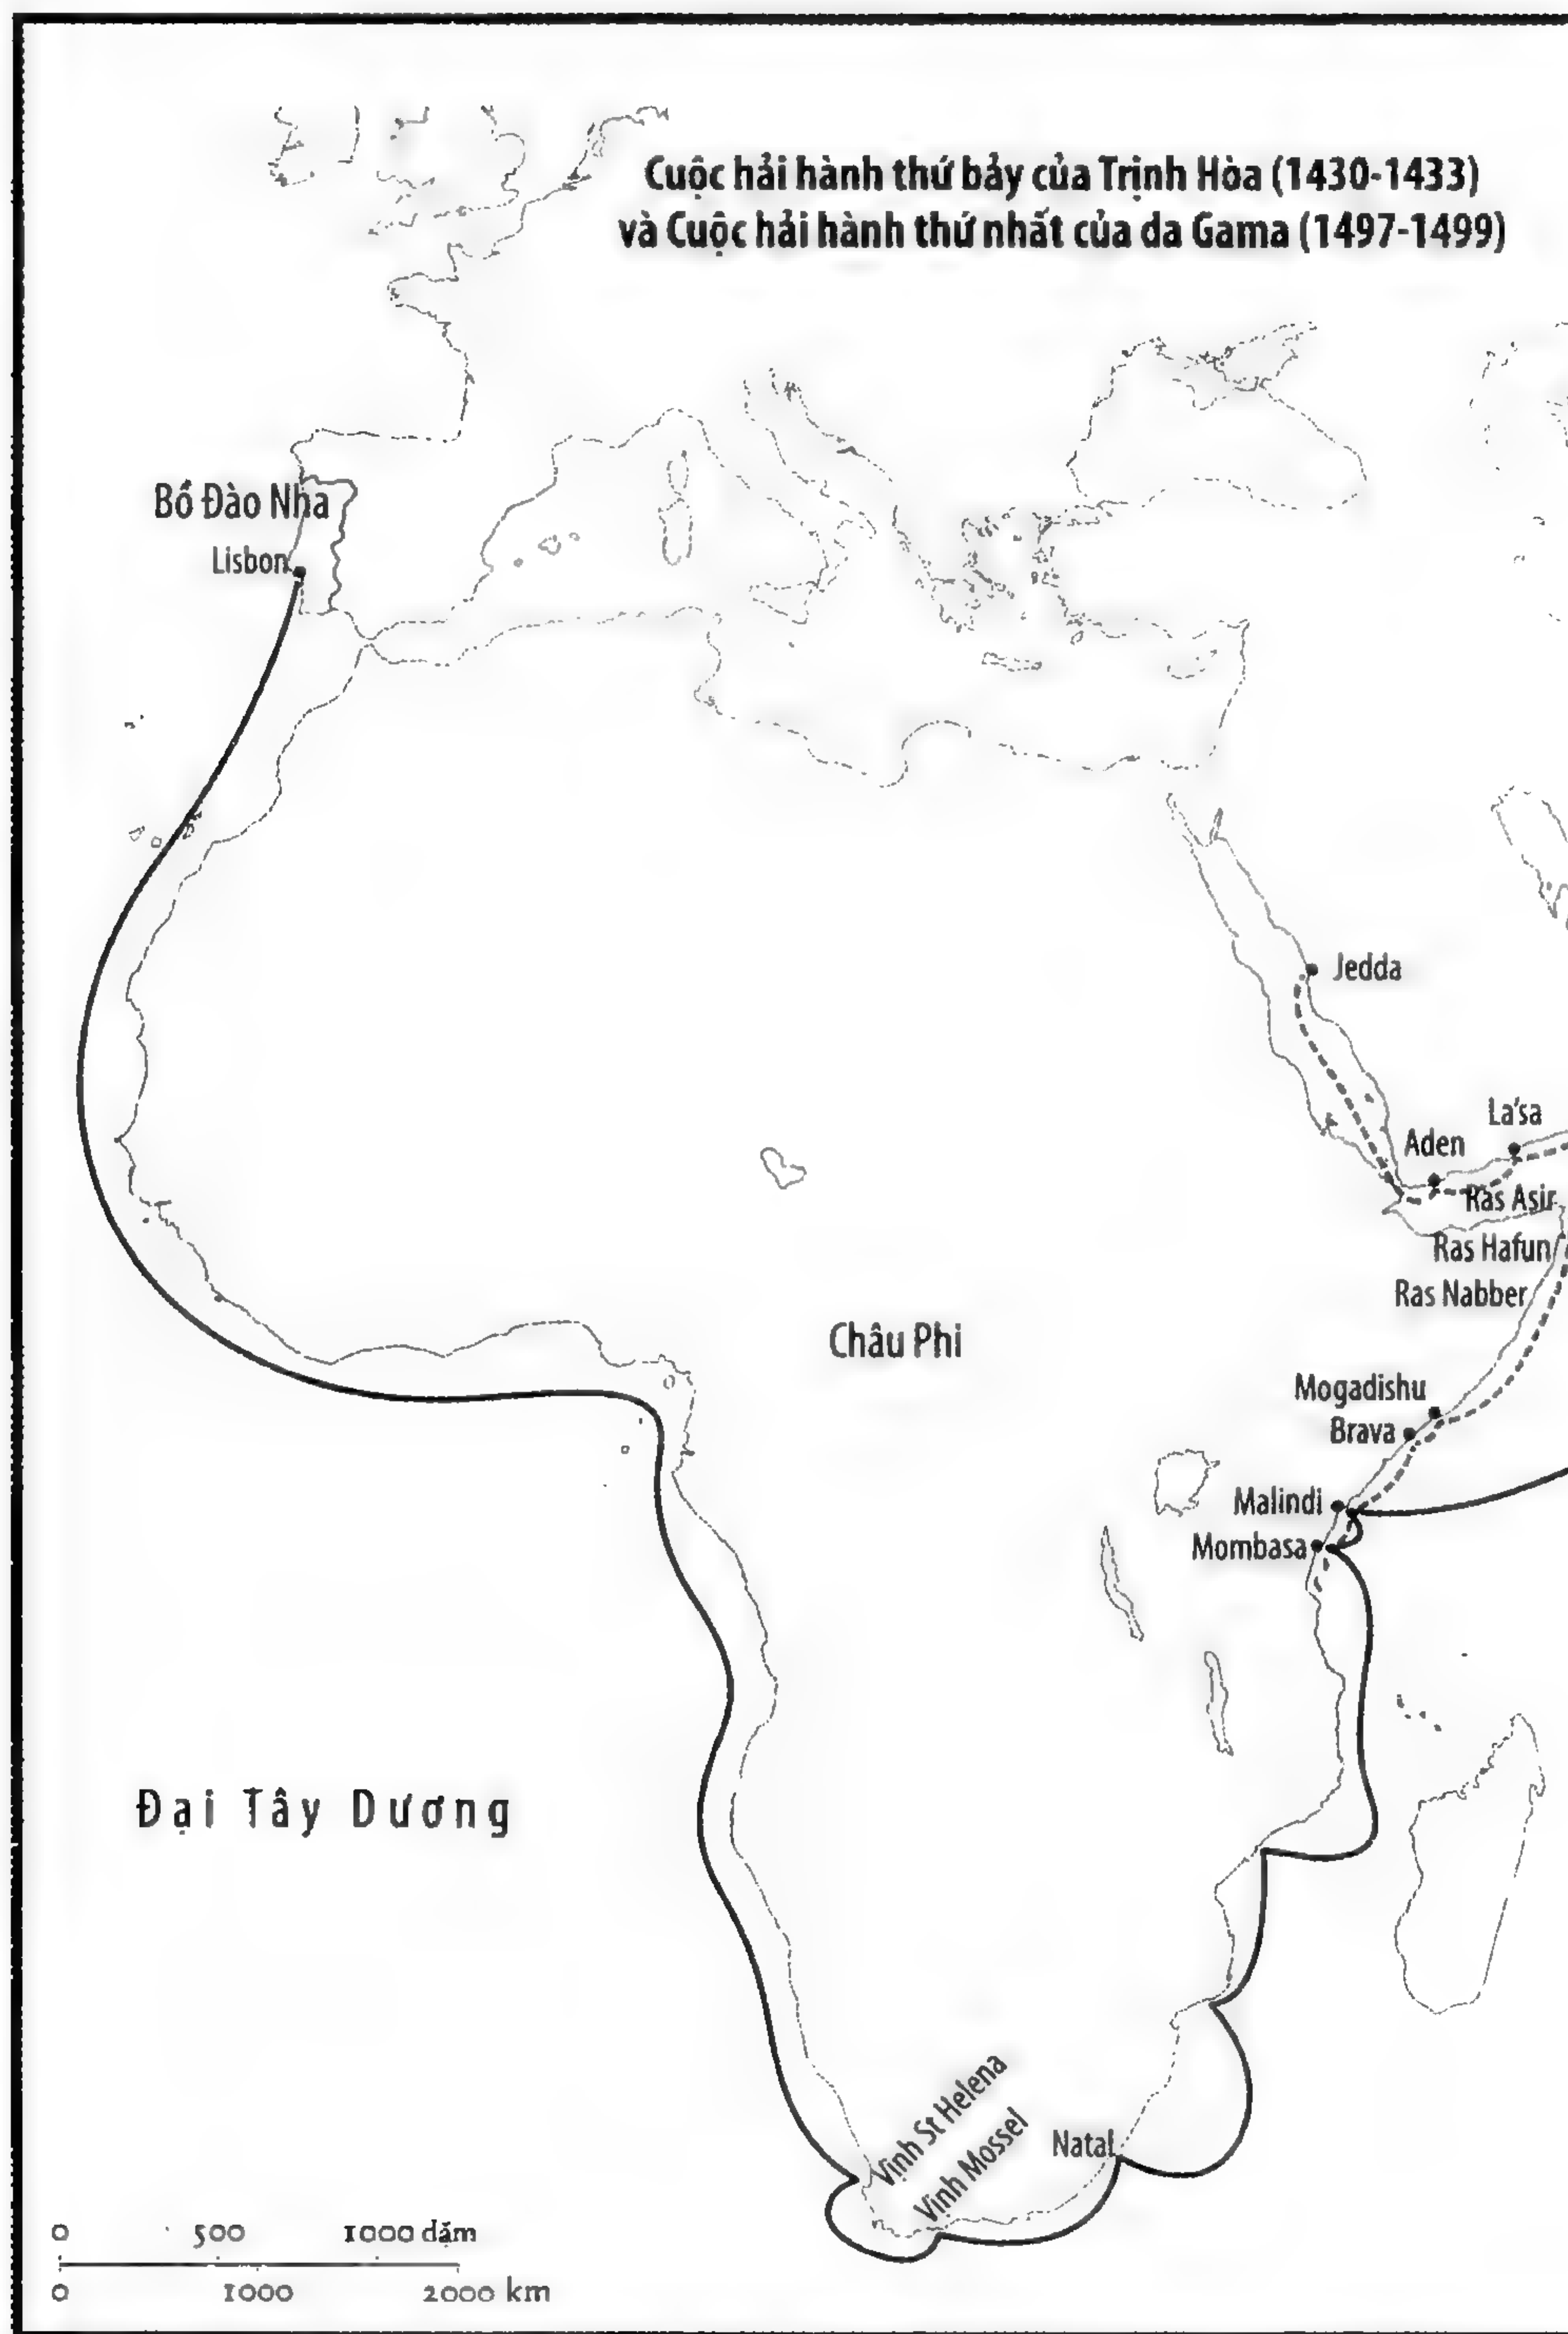 Cuộc hải hành thứ bảy của Trịnh Hòa (1430-1433)
và Cuộc hải hành thứ nhất của da Gama (1497-1499)
Bồ Đào Nha
Lisbon
Jedda
La'sa
Aden
Ras Asir
Ras Hafun
Ras Nabber
Châu Phi
Mogadishu
Brava
Malindi
Mombasa
Đại Tây Dương
Vịnh St Helena
Vịnh Mossel
Natal
0 500 1000 dặm
0 1000 2000 km